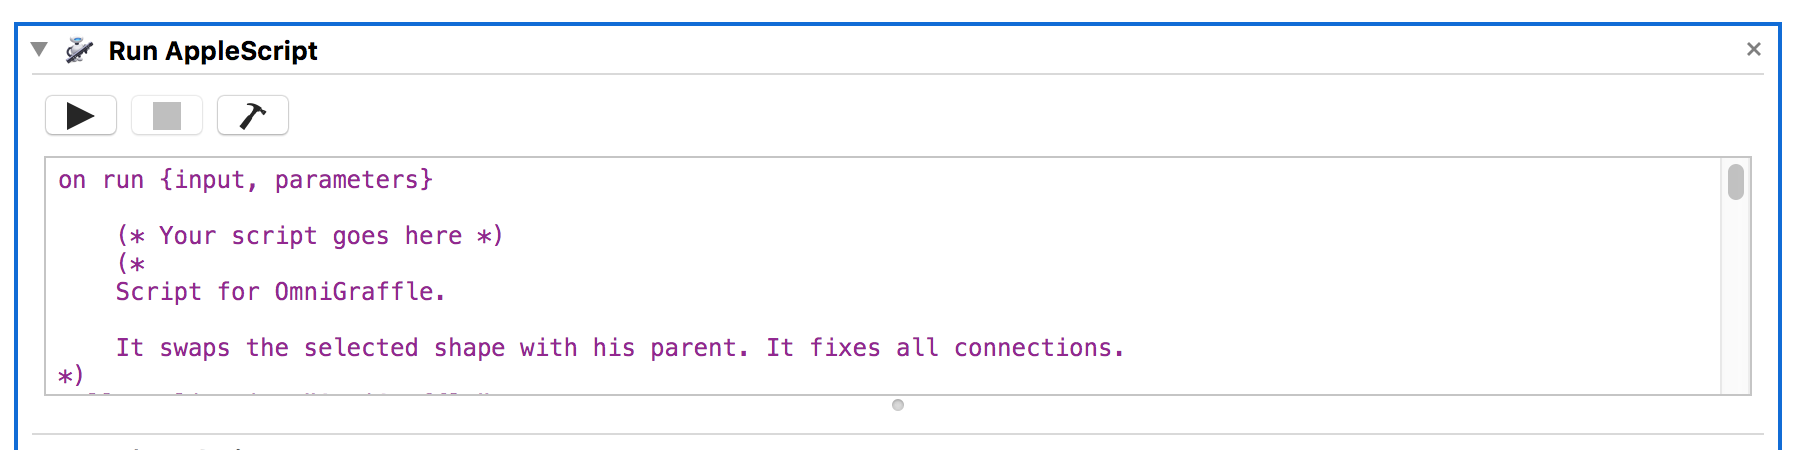 Run AppleScript
on run {input, parameters}
(* Your script goes here *)
(*
Script for OmniGraffle.
It swaps the selected shape with his parent. It fixes all connections.
*)